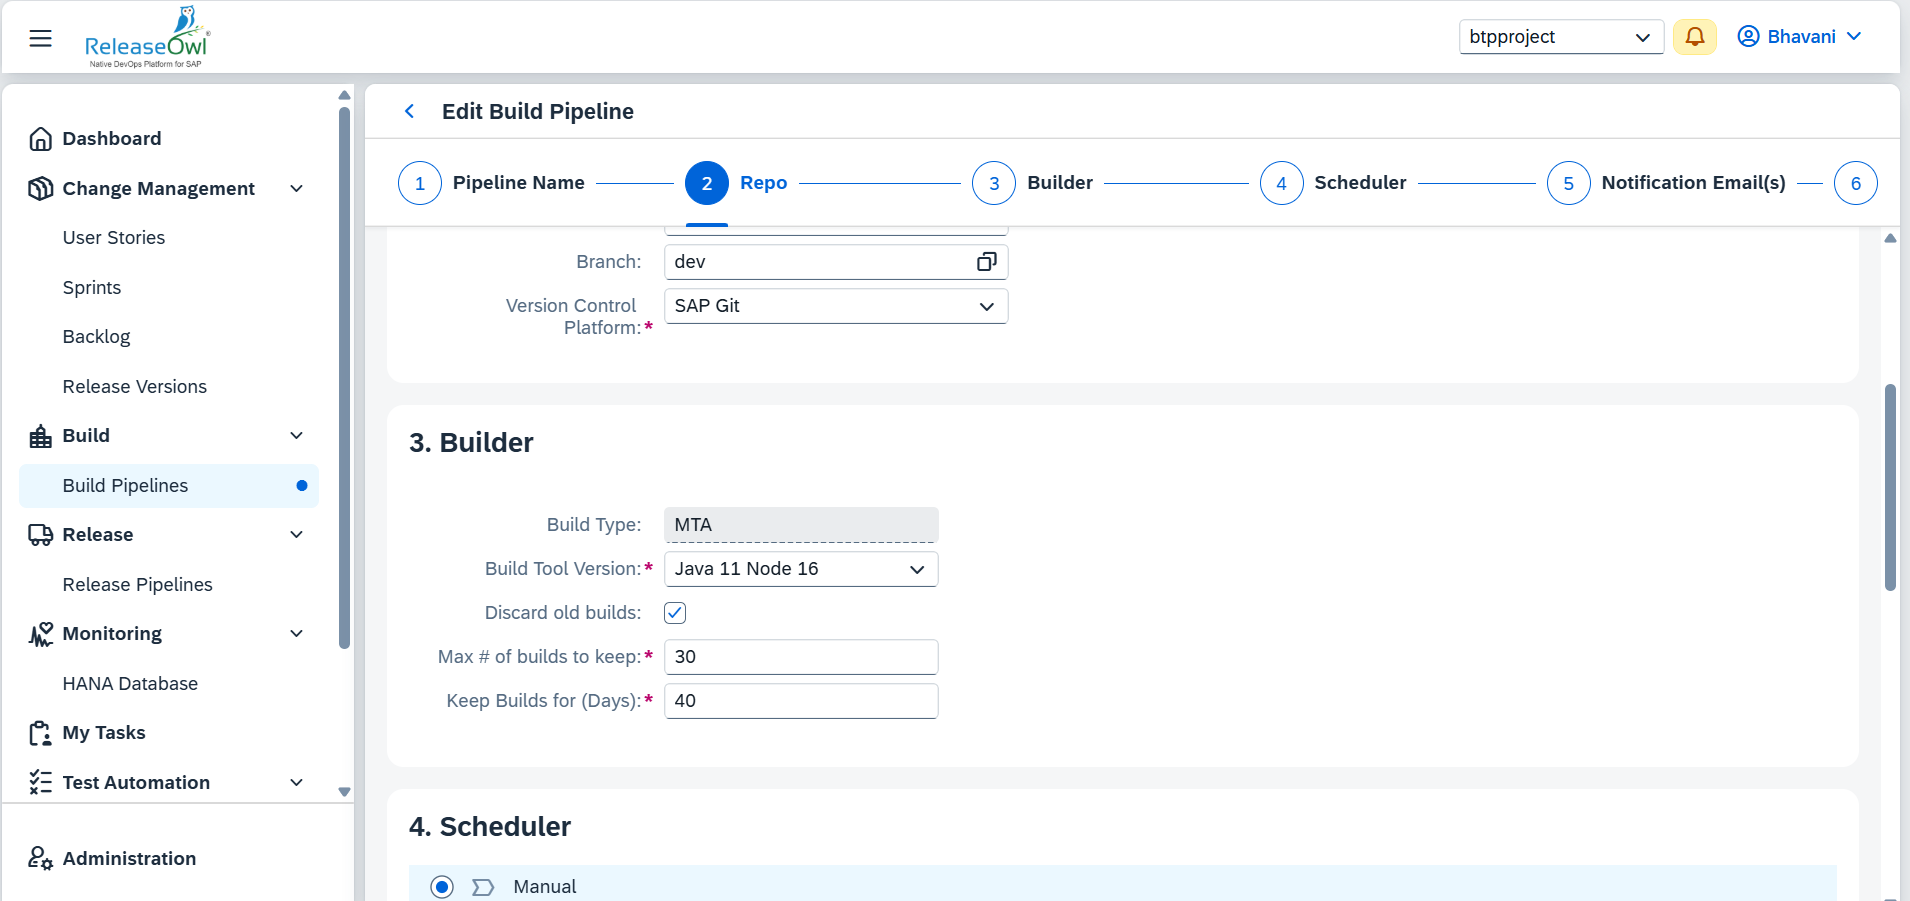 ReleaseOwl
Native DevOps Platform for SAP
btpproject
Bhavani
Dashboard
Change Management
User Stories
Sprints
Backlog
Release Versions
Build
Build Pipelines
Release
Release Pipelines
Monitoring
HANA Database
My Tasks
Test Automation
Administration
Edit Build Pipeline
1 Pipeline Name
2 Repo
3 Builder
4 Scheduler
5 Notification Email(s)
6
Branch: dev
Version Control
Platform:* SAP Git
3. Builder
Build Type: MTA
Build Tool Version:* Java 11 Node 16
Discard old builds:
Max # of builds to keep:* 30
Keep Builds for (Days):* 40
4. Scheduler
Manual